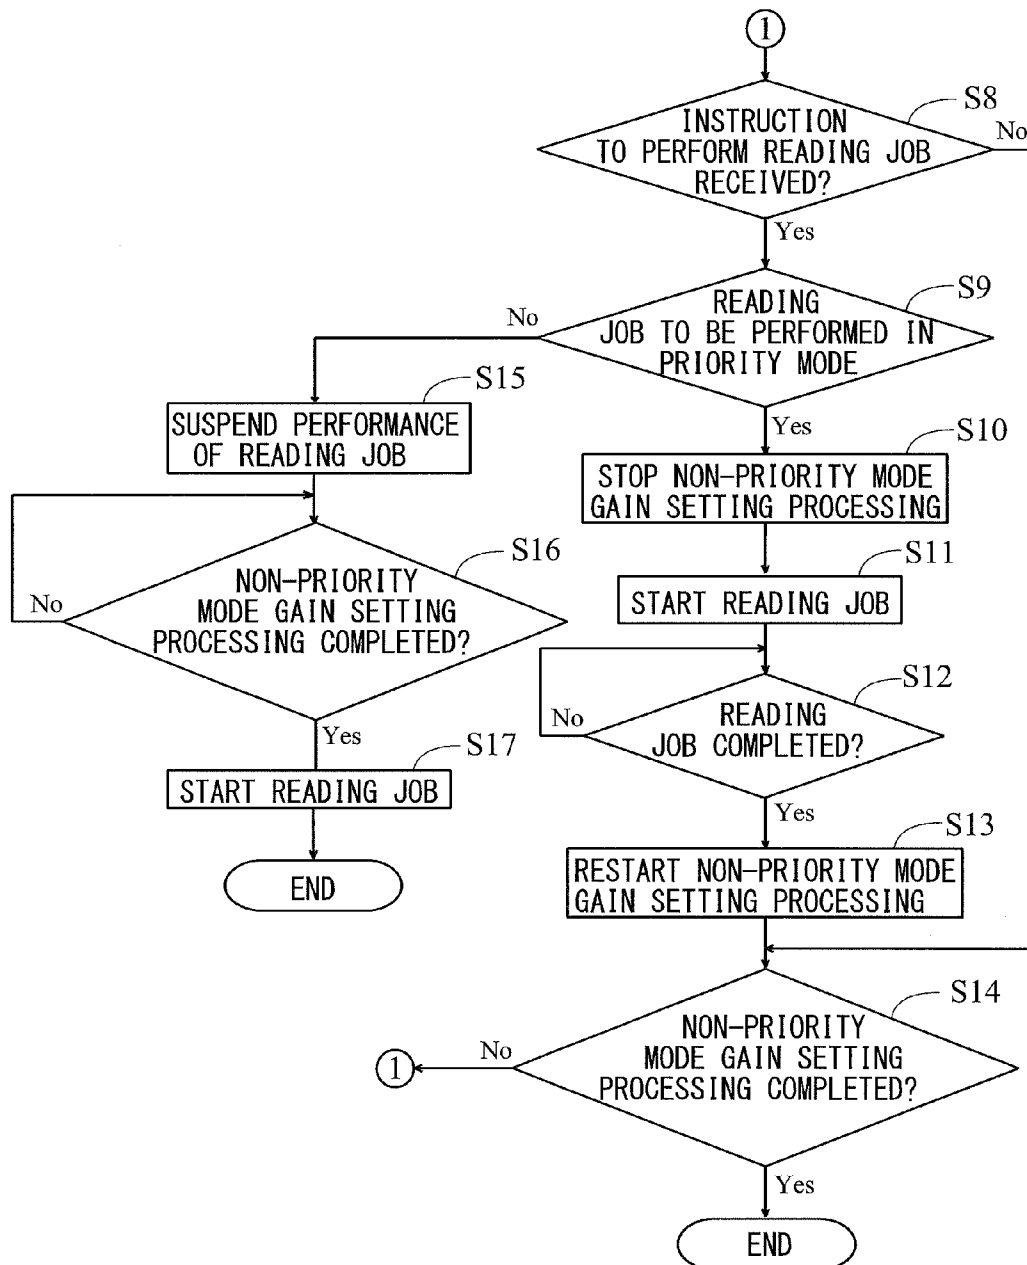 1
S8
INSTRUCTION
TO PERFORM READING JOB
RECEIVED?
No
Yes
S9
READING
JOB TO BE PERFORMED IN
PRIORITY MODE
No
Yes
S15
SUSPEND PERFORMANCE
OF READING JOB
S10
STOP NON-PRIORITY MODE
GAIN SETTING PROCESSING
S16
NON-PRIORITY
MODE GAIN SETTING
PROCESSING COMPLETED?
No
Yes
S11
START READING JOB
S12
READING
JOB COMPLETED?
No
Yes
S17
START READING JOB
END
S13
RESTART NON-PRIORITY MODE
GAIN SETTING PROCESSING
S14
NON-PRIORITY
MODE GAIN SETTING
PROCESSING COMPLETED?
No
1
Yes
END